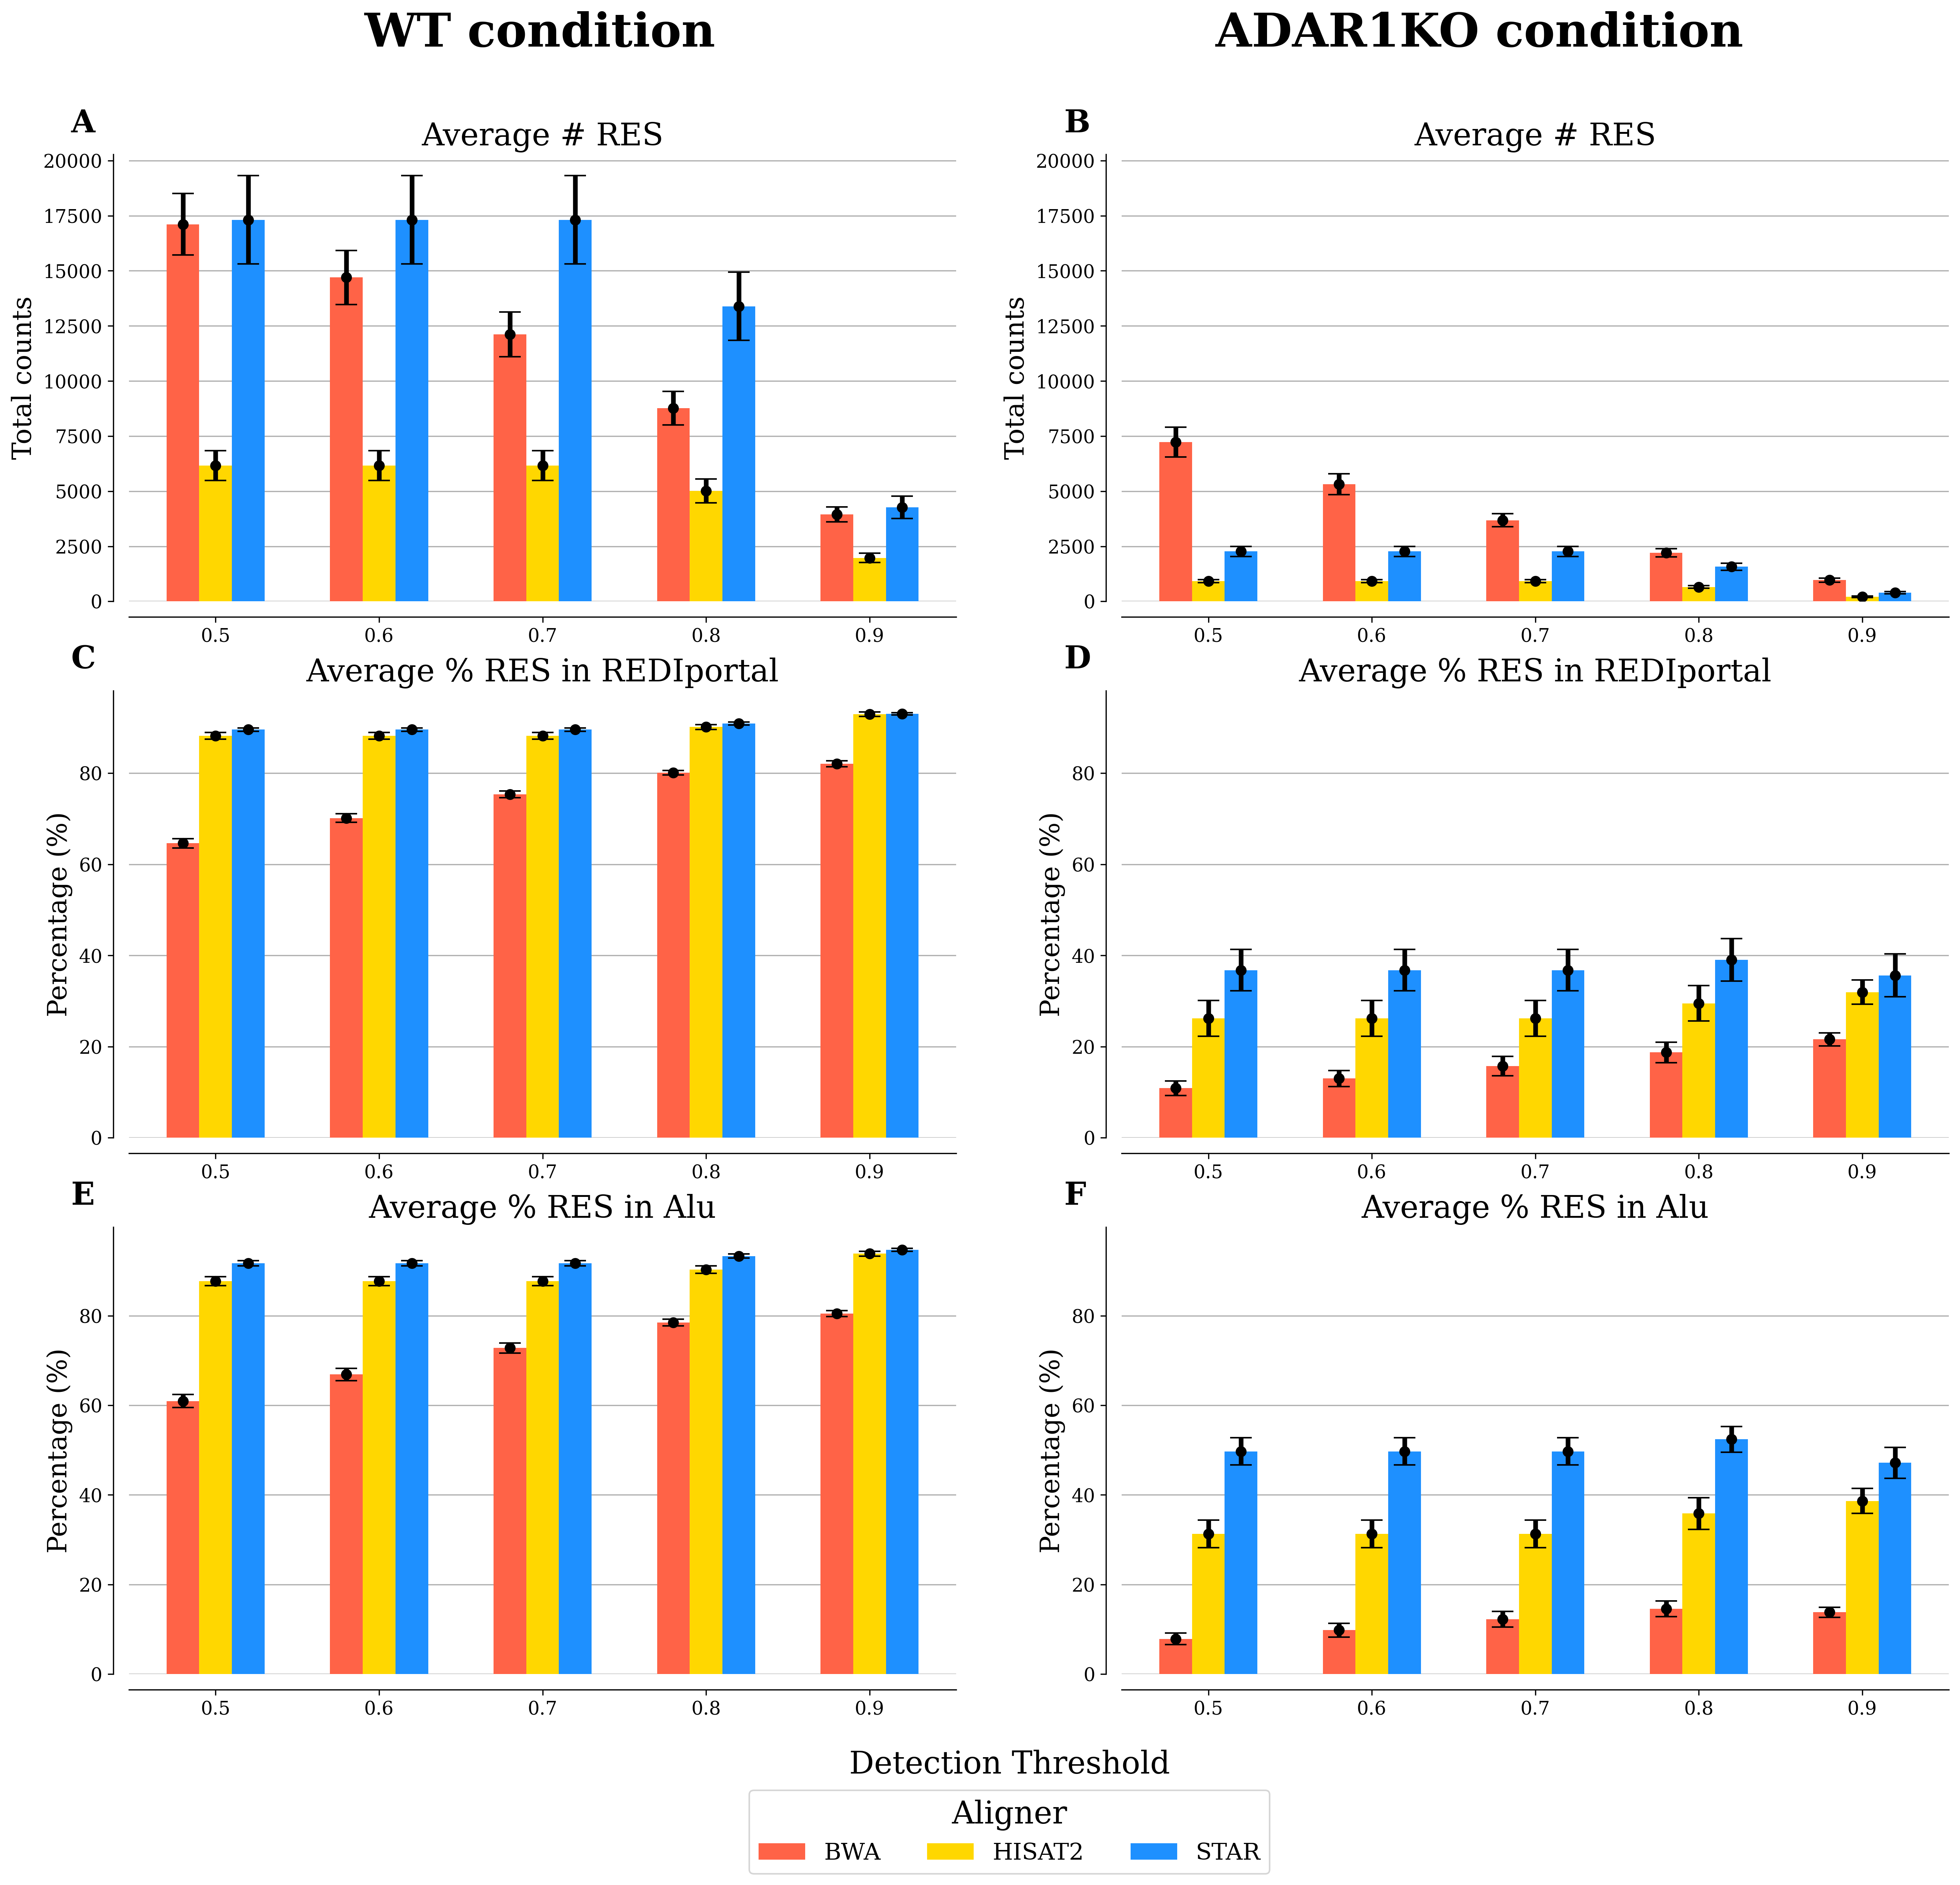 WT condition
ADAR1KO condition
A
Average # RES
Total counts
20000
17500
15000
12500
10000
7500
5000
2500
0
0.5 0.6 0.7 0.8 0.9
B
Average # RES
Total counts
20000
17500
15000
12500
10000
7500
5000
2500
0
0.5 0.6 0.7 0.8 0.9
C
Average % RES in REDIportal
Percentage (%)
80
60
40
20
0
0.5 0.6 0.7 0.8 0.9
D
Average % RES in REDIportal
Percentage (%)
80
60
40
20
0
0.5 0.6 0.7 0.8 0.9
E
Average % RES in Alu
Percentage (%)
80
60
40
20
0
0.5 0.6 0.7 0.8 0.9
F
Average % RES in Alu
Percentage (%)
80
60
40
20
0
0.5 0.6 0.7 0.8 0.9
Detection Threshold
Aligner
BWA HISAT2 STAR